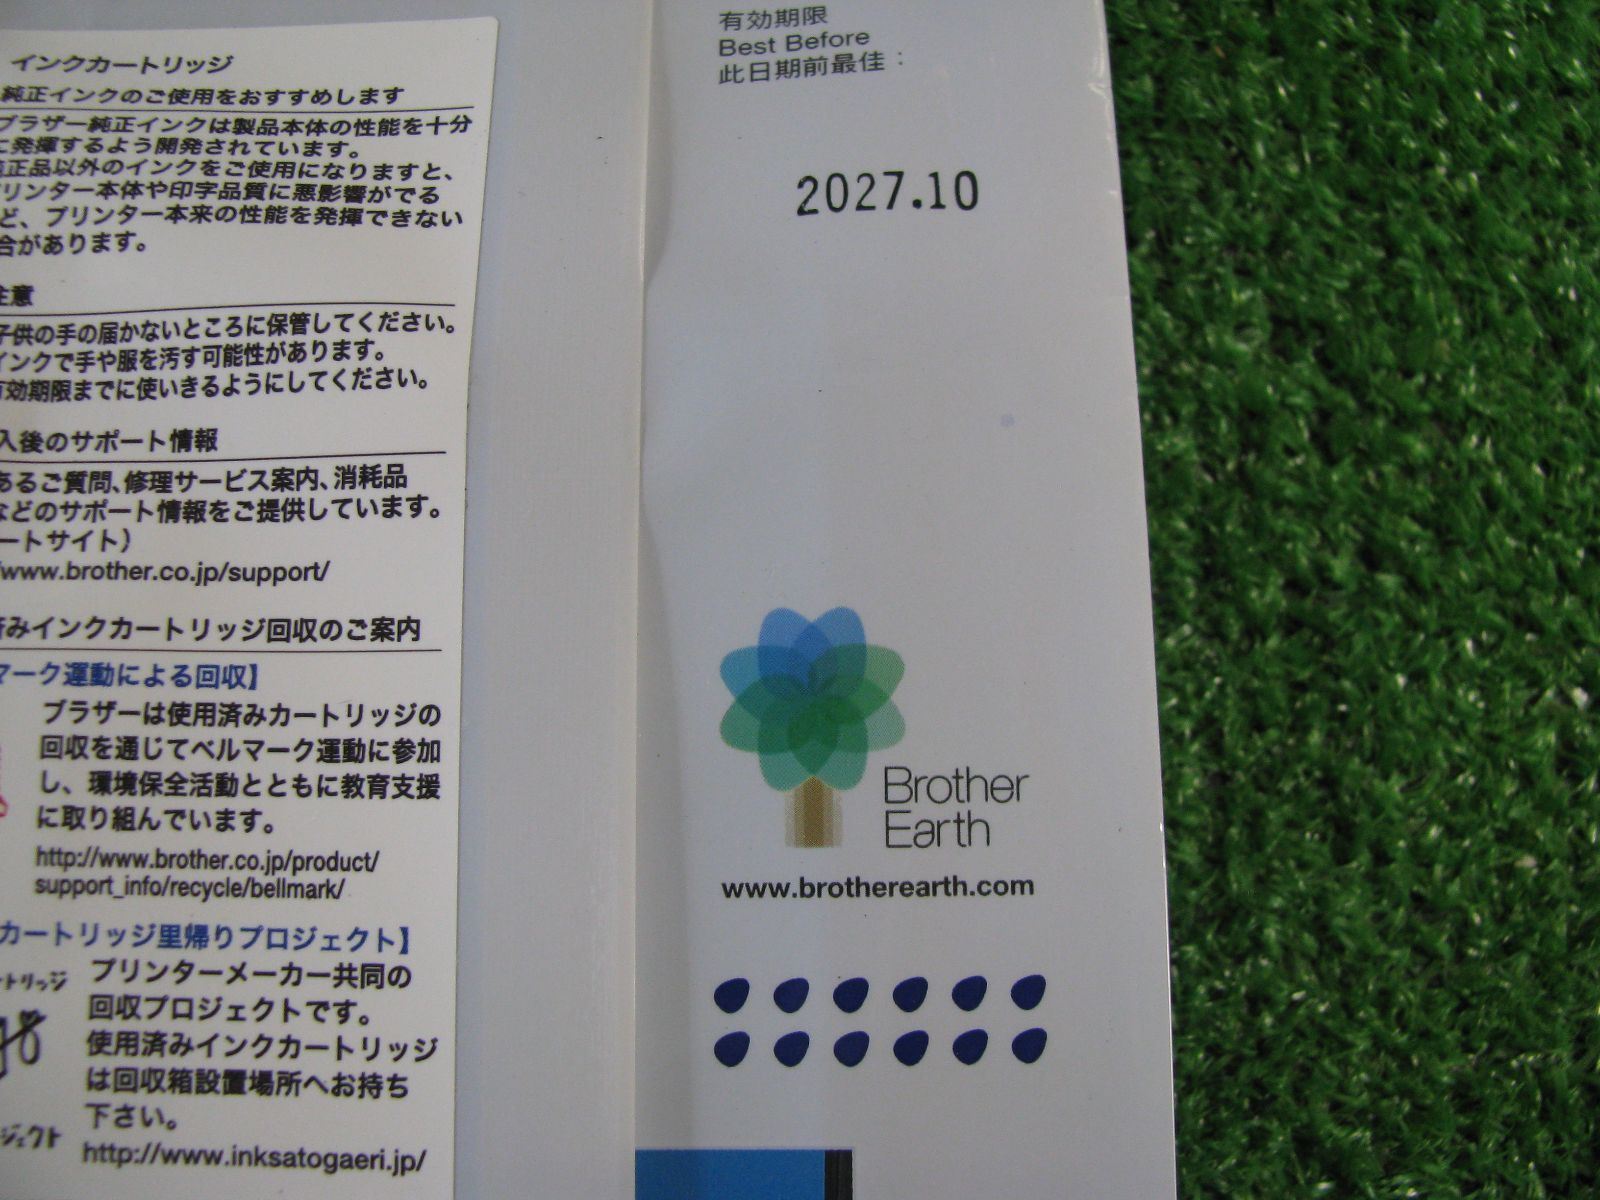 インクカートリッジ
純正インクのご使用をおすすめします
ブラザー純正インクは製品本体の性能を十分
に発揮するよう開発されています。
純正品以外のインクをご使用になりますと、
プリンター本体や印字品質に悪影響がでる
ど、プリンター本来の性能を発揮できない
合があります。
注意
子供の手の届かないところに保管してください。
インクで手や服を汚す可能性があります。
有効期限までに使いきるようにしてください。
入後のサポート情報
あるご質問、修理サービス案内、消耗品
などのサポート情報をご提供しています。
ートサイト）
/www.brother.co.jp/support/
済みインクカートリッジ回収のご案内
マーク運動による回収】
ブラザーは使用済みカートリッジの
回収を通じてベルマーク運動に参加
し、環境保全活動とともに教育支援
に取り組んでいます。
http://www.brother.co.jp/product/
support_info/recycle/bellmark/
カートリッジ里帰りプロジェクト】
ートリッジ
プリンターメーカー共同の
回収プロジェクトです。
使用済みインクカートリッジ
は回収箱設置場所へお持ち
下さい。
ジェクト
http://www.inksatogaeri.jp/
有効期限
Best Before
此日期前最佳：
2027.10
Brother
Earth
www.brotherearth.com